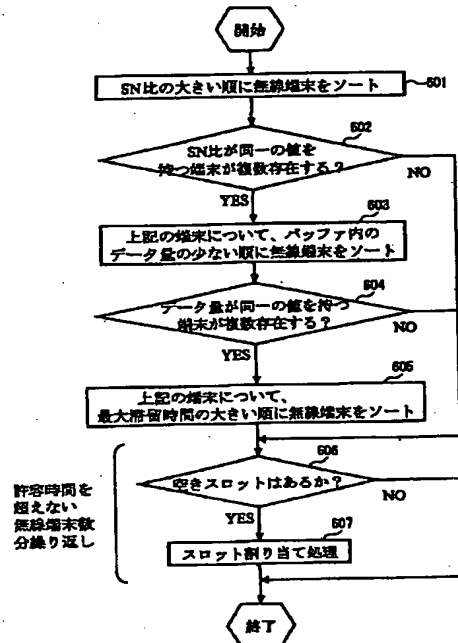 開始
SN比の大きい順に無線端末をソート
601
602
SN比が同一の値を
持つ端末が複数存在する？
NO
YES
603
上記の端末について、バッファ内の
データ量の少ない順に無線端末をソート
604
データ量が同一の値を持つ
端末が複数存在する？
NO
YES
605
上記の端末について、
最大滞留時間の大きい順に無線端末をソート
606
空きスロットはあるか？
NO
許容時間を
超えない
無線端末数
分繰り返し
YES
607
スロット割り当て処理
終了